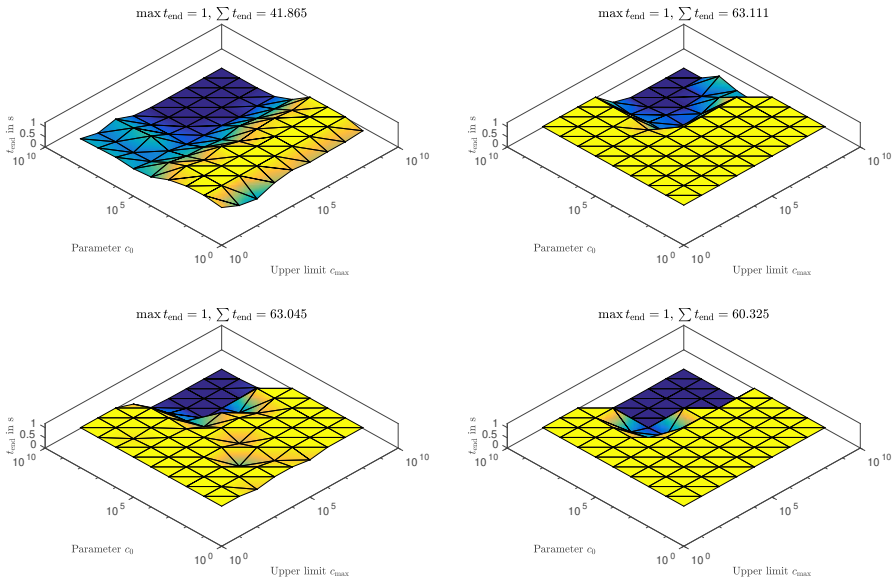 max t_end = 1, ∑ t_end = 41.865
t_end in s
1
0.5
0
10^10
10^5
10^0
Parameter c_0
10^0
10^5
10^10
Upper limit c_max
max t_end = 1, ∑ t_end = 63.111
t_end in s
1
0.5
0
10^10
10^5
10^0
Parameter c_0
10^0
10^5
10^10
Upper limit c_max
max t_end = 1, ∑ t_end = 63.045
t_end in s
1
0.5
0
10^10
10^5
10^0
Parameter c_0
10^0
10^5
10^10
Upper limit c_max
max t_end = 1, ∑ t_end = 60.325
t_end in s
1
0.5
0
10^10
10^5
10^0
Parameter c_0
10^0
10^5
10^10
Upper limit c_max